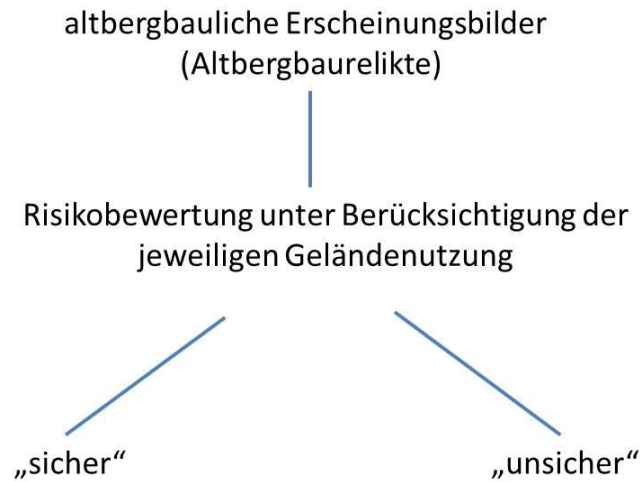 altbergbauliche Erscheinungsbilder
(Altbergbaurelikte)
Risikobewertung unter Berücksichtigung der
jeweiligen Geländenutzung
„sicher“
„unsicher“